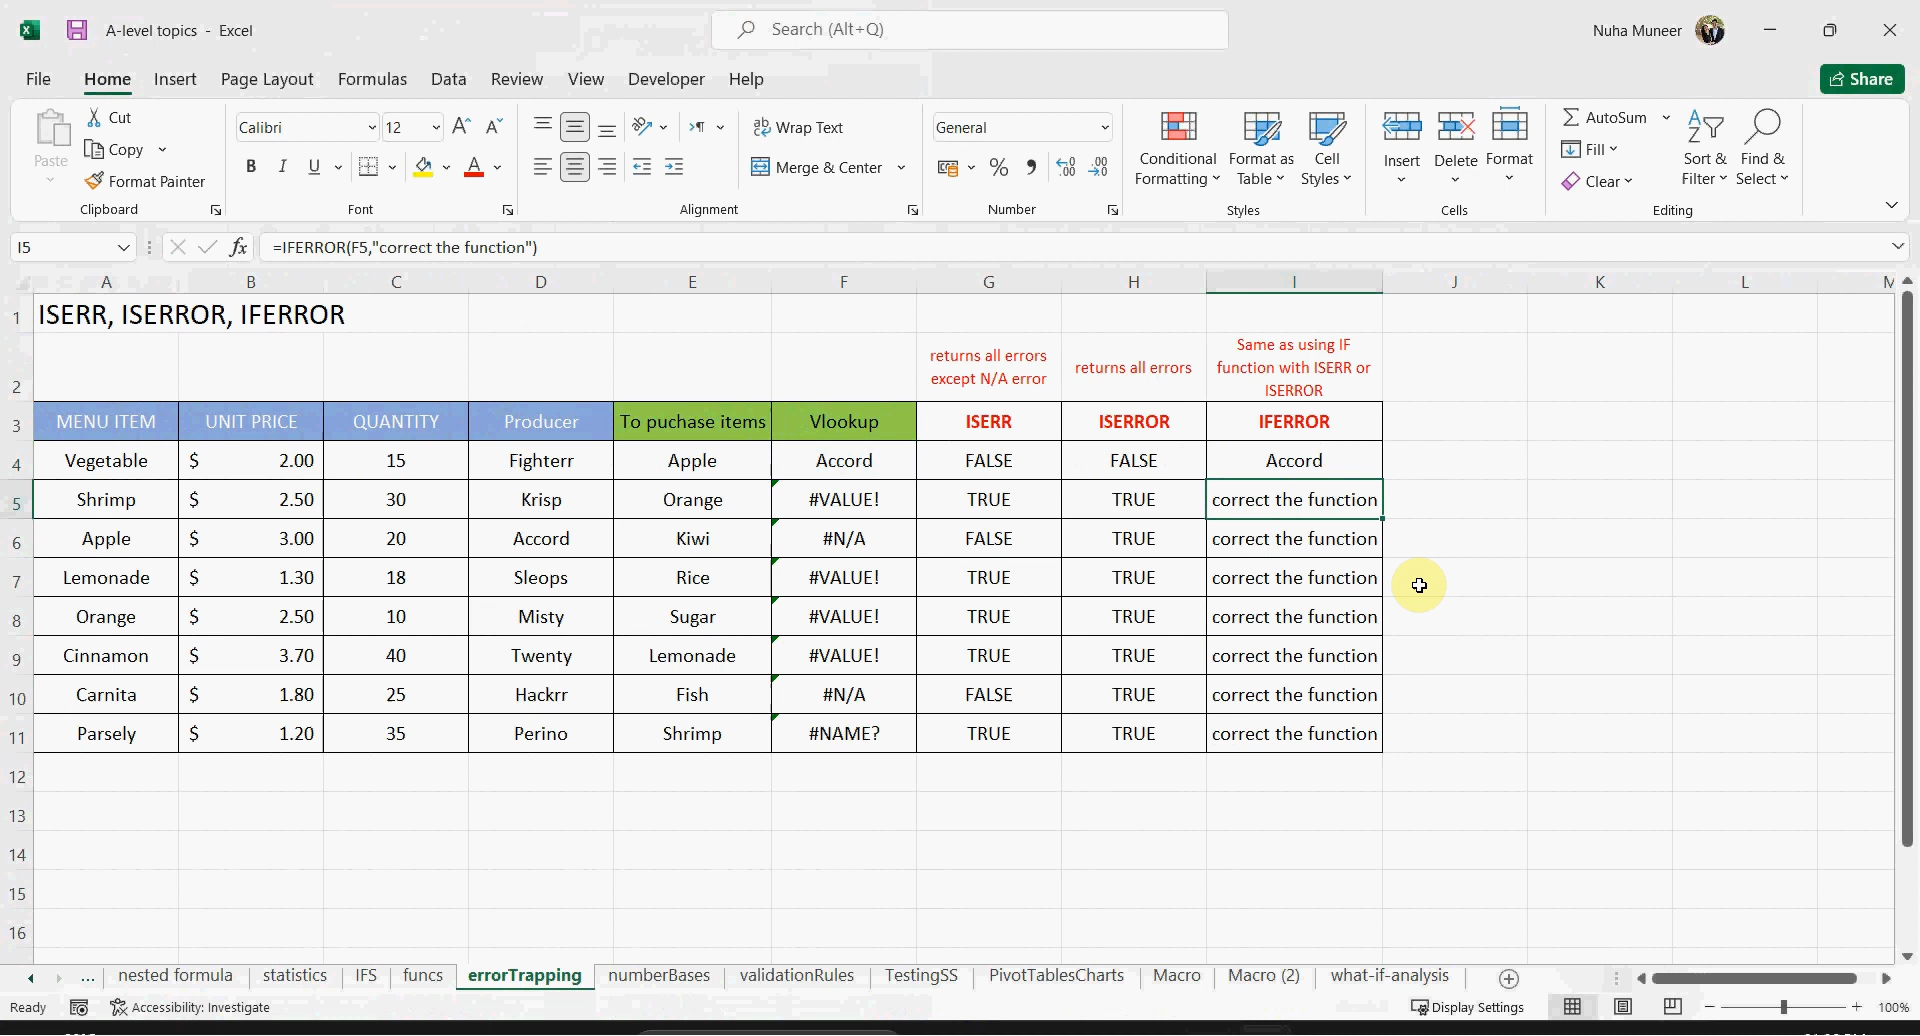 A-level topics - Excel
Search (Alt+Q)
Nuha Muneer
File Home Insert Page Layout Formulas Data Review View Developer Help
Share
Paste
Cut
Copy
Format Painter
Clipboard
Calibri 12
B I U A
Font
ab Wrap Text
Merge & Center
Alignment
General
% ,
Number
Conditional Formatting
Format as Table
Cell Styles
Styles
Insert Delete Format
Cells
AutoSum
Fill
Clear
Sort & Filter
Find & Select
Editing
I5
fx =IFERROR(F5,"correct the function")
A B C D E F G H I J K L M
1 ISERR, ISERROR, IFERROR
2
returns all errors except N/A error
returns all errors
Same as using IF function with ISERR or ISERROR
3 MENU ITEM UNIT PRICE QUANTITY Producer To puchase items Vlookup ISERR ISERROR IFERROR
4 Vegetable $ 2.00 15 Fighterr Apple Accord FALSE FALSE Accord
5 Shrimp $ 2.50 30 Krisp Orange #VALUE! TRUE TRUE correct the function
6 Apple $ 3.00 20 Accord Kiwi #N/A FALSE TRUE correct the function
7 Lemonade $ 1.30 18 Sleops Rice #VALUE! TRUE TRUE correct the function
8 Orange $ 2.50 10 Misty Sugar #VALUE! TRUE TRUE correct the function
9 Cinnamon $ 3.70 40 Twenty Lemonade #VALUE! TRUE TRUE correct the function
10 Carnita $ 1.80 25 Hackrr Fish #N/A FALSE TRUE correct the function
11 Parsely $ 1.20 35 Perino Shrimp #NAME? TRUE TRUE correct the function
12
13
14
15
16
... nested formula statistics IFS funcs errorTrapping numberBases validationRules TestingSS PivotTablesCharts Macro Macro (2) what-if-analysis
Ready Accessibility: Investigate Display Settings 100%